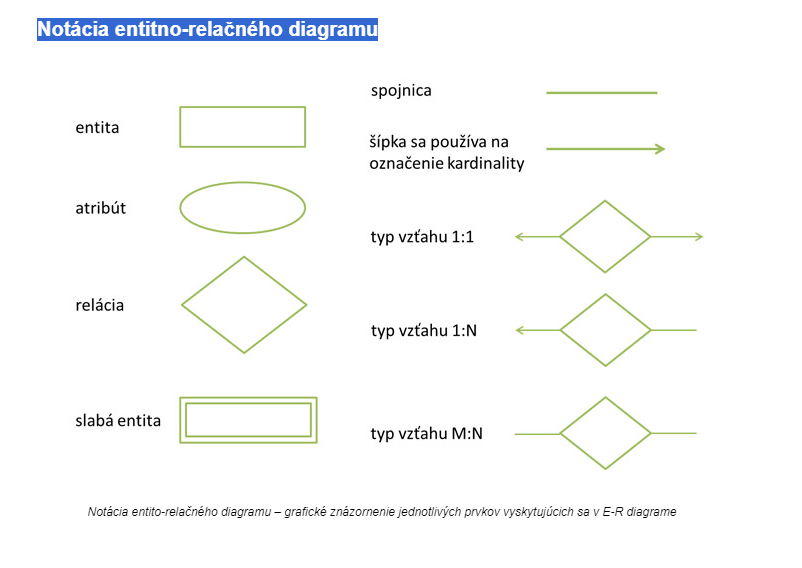 Notácia entitno-relačného diagramu
entita
atribút
relácia
slabá entita
spojnica
šípka sa používa na
označenie kardinality
typ vzťahu 1:1
typ vzťahu 1:N
typ vzťahu M:N
Notácia entito-relačného diagramu – grafické znázornenie jednotlivých prvkov vyskytujúcich sa v E-R diagrame